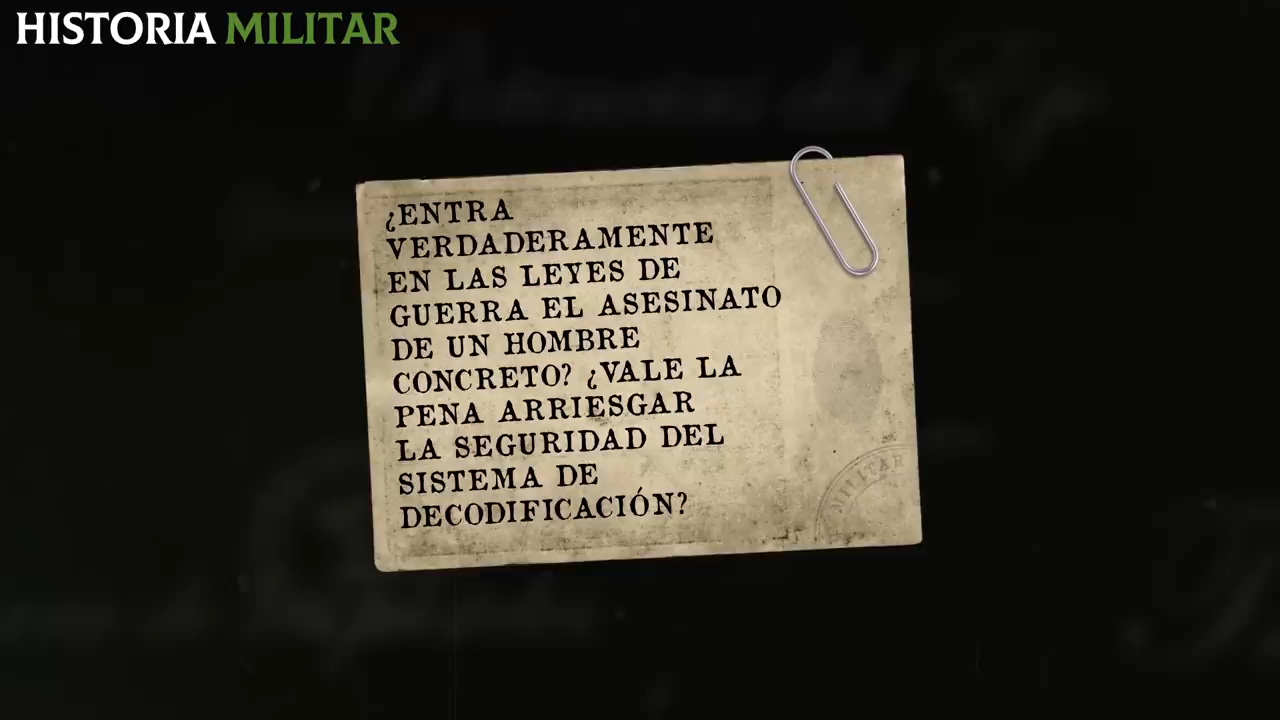 HISTORIA MILITAR
¿ENTRA
VERDADERAMENTE
EN LAS LEYES DE
GUERRA EL ASESINATO
DE UN HOMBRE
CONCRETO? ¿VALE LA
PENA ARRIESGAR
LA SEGURIDAD DEL
SISTEMA DE
DECODIFICACIÓN?
MILITAR